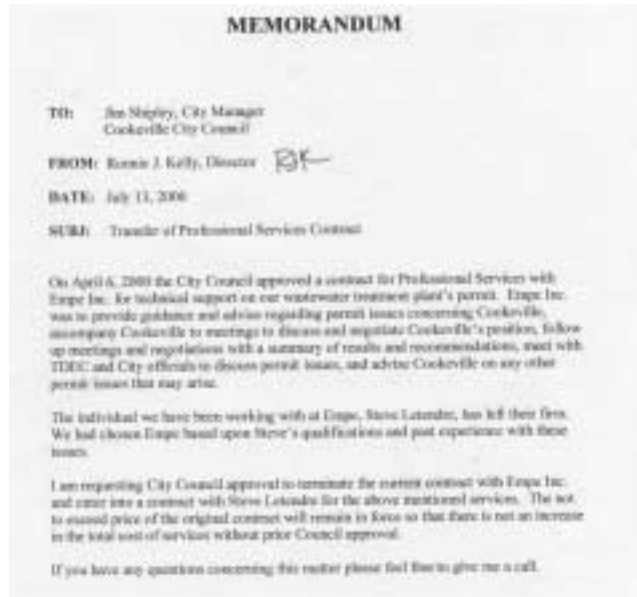 MEMORANDUM
TO: Jim Shipley, City Manager
Cookeville City Council
FROM: Ronnie J. Kelly, Director RJK
DATE: July 13, 2000
SUBJ: Transfer of Professional Services Contract
On April 6, 2000 the City Council approved a contract for Professional Services with
Empe Inc. for technical support on our wastewater treatment plant's permit. Empe Inc.
was to provide guidance and advise regarding permit issues concerning Cookeville,
accompany Cookeville to meetings to discuss and negotiate Cookeville's position, follow
up meetings and negotiations with a summary of results and recommendations, meet with
TDEC and City officials to discuss permit issues, and advise Cookeville on any other
permit issues that may arise.
The individual we have been working with at Empe, Steve Letendre, has left their firm.
We had chosen Empe based upon Steve's qualifications and past experience with these
issues.
I am requesting City Council approval to terminate the current contract with Empe Inc.
and enter into a contract with Steve Letendre for the above mentioned services. The not
to exceed price of the original contract will remain in force so that there is not an increase
in the total cost of services without prior Council approval.
If you have any questions concerning this matter please feel free to give me a call.